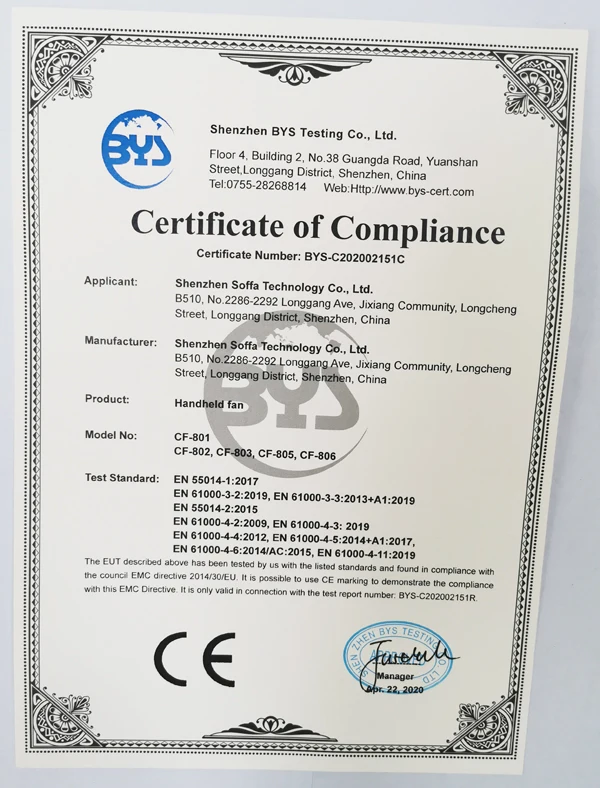 BYS
Shenzhen BYS Testing Co., Ltd.
Floor 4, Building 2, No.38 Guangda Road, Yuanshan
Street,Longgang District, Shenzhen, China
Tel:0755-28268814 Web:Http://www.bys-cert.com
Certificate of Compliance
Certificate Number: BYS-C202002151C
Applicant: Shenzhen Soffa Technology Co., Ltd.
B510, No.2286-2292 Longgang Ave, Jixiang Community, Longcheng
Street, Longgang District, Shenzhen, China
Manufacturer: Shenzhen Soffa Technology Co., Ltd.
B510, No.2286-2292 Longgang Ave, Jixiang Community, Longcheng
Street, Longgang District, Shenzhen, China
BYS
Product: Handheld fan
Model No: CF-801
CF-802, CF-803, CF-805, CF-806
Test Standard: EN 55014-1:2017
EN 61000-3-2:2019, EN 61000-3-3:2013+A1:2019
EN 55014-2:2015
EN 61000-4-2:2009, EN 61000-4-3: 2019
EN 61000-4-4:2012, EN 61000-4-5:2014+A1:2017,
EN 61000-4-6:2014/AC:2015, EN 61000-4-11:2019
The EUT described above has been tested by us with the listed standards and found in compliance with
the council EMC directive 2014/30/EU. It is possible to use CE marking to demonstrate the compliance
with this EMC Directive. It is only valid in connection with the test report number: BYS-C202002151R.
CE
SHEN ZHEN BYS TESTING CO., LTD
Manager
Apr. 22, 2020